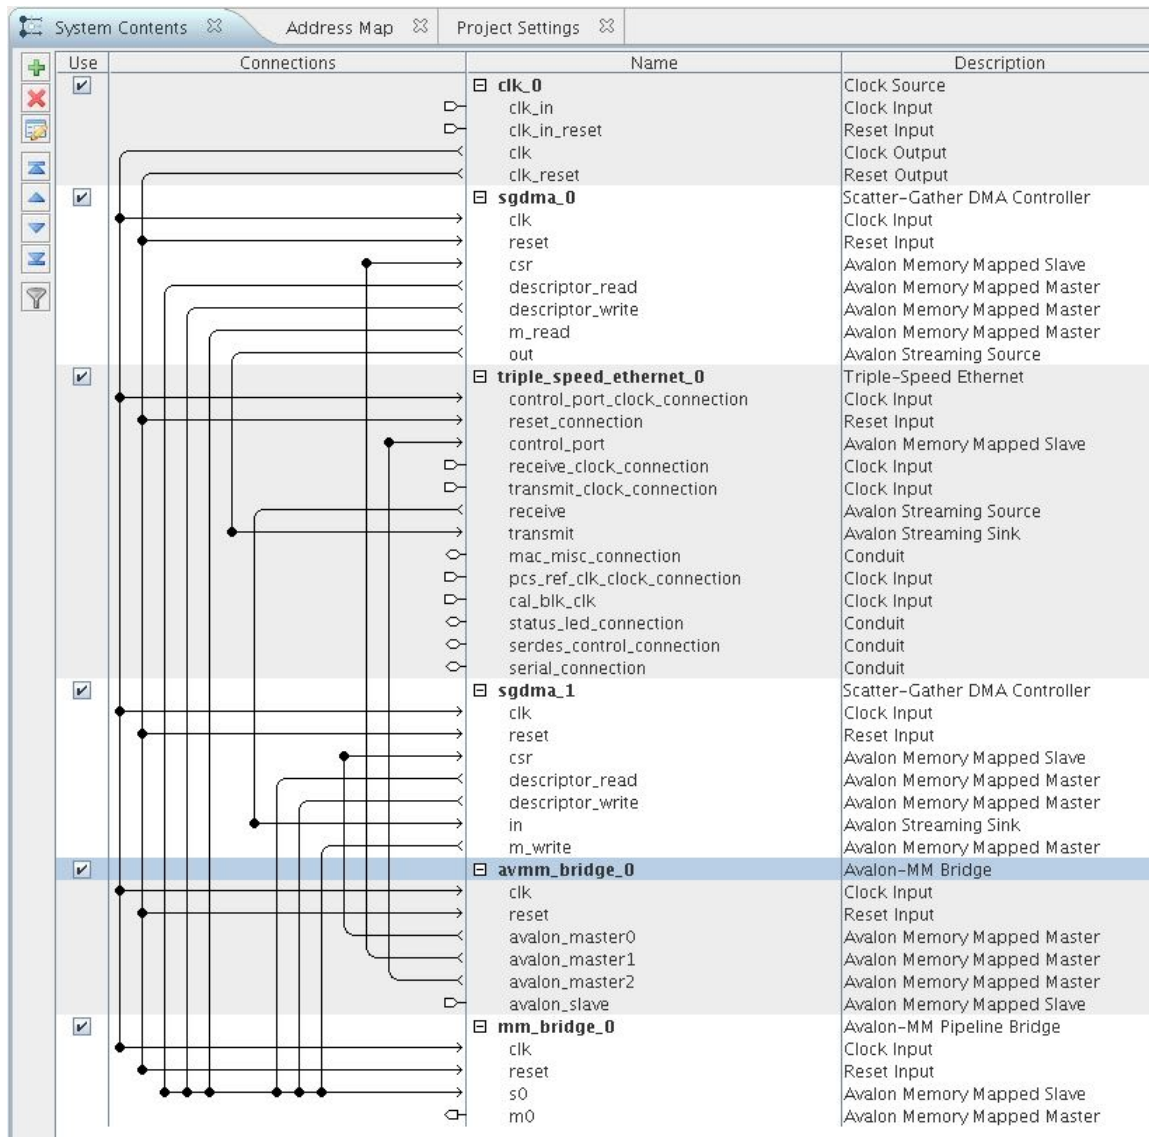 System Contents Address Map Project Settings
Use Connections Name Description
clk_0 Clock Source
clk_in Clock Input
clk_in_reset Reset Input
clk Clock Output
clk_reset Reset Output
sgdma_0 Scatter-Gather DMA Controller
clk Clock Input
reset Reset Input
csr Avalon Memory Mapped Slave
descriptor_read Avalon Memory Mapped Master
descriptor_write Avalon Memory Mapped Master
m_read Avalon Memory Mapped Master
out Avalon Streaming Source
triple_speed_ethernet_0 Triple-Speed Ethernet
control_port_clock_connection Clock Input
reset_connection Reset Input
control_port Avalon Memory Mapped Slave
receive_clock_connection Clock Input
transmit_clock_connection Clock Input
receive Avalon Streaming Source
transmit Avalon Streaming Sink
mac_misc_connection Conduit
pcs_ref_clk_clock_connection Clock Input
cal_blk_clk Clock Input
status_led_connection Conduit
serdes_control_connection Conduit
serial_connection Conduit
sgdma_1 Scatter-Gather DMA Controller
clk Clock Input
reset Reset Input
csr Avalon Memory Mapped Slave
descriptor_read Avalon Memory Mapped Master
descriptor_write Avalon Memory Mapped Master
in Avalon Streaming Sink
m_write Avalon Memory Mapped Master
avmm_bridge_0 Avalon-MM Bridge
clk Clock Input
reset Reset Input
avalon_master0 Avalon Memory Mapped Master
avalon_master1 Avalon Memory Mapped Master
avalon_master2 Avalon Memory Mapped Master
avalon_slave Avalon Memory Mapped Slave
mm_bridge_0 Avalon-MM Pipeline Bridge
clk Clock Input
reset Reset Input
s0 Avalon Memory Mapped Slave
m0 Avalon Memory Mapped Master